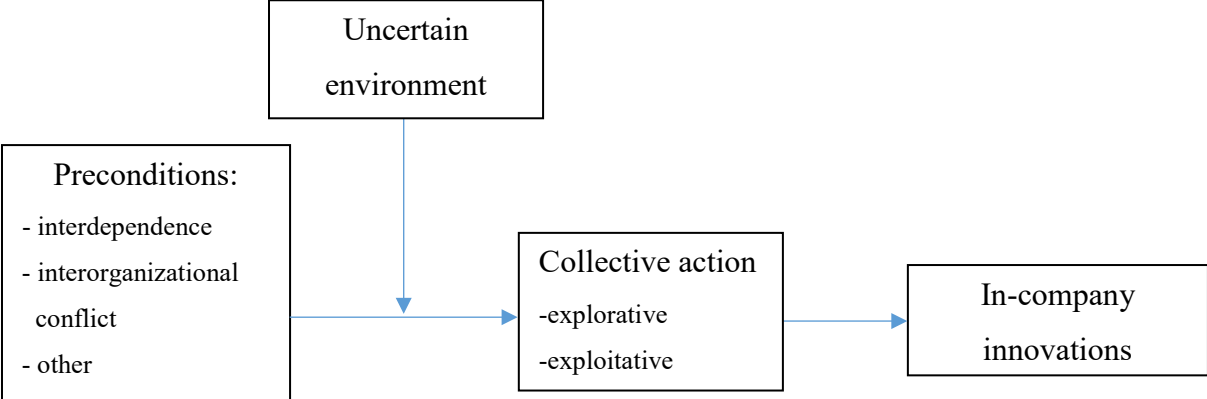 Uncertain
environment
Preconditions:
- interdependence
- interorganizational
conflict
- other
Collective action
-explorative
-exploitative
In-company
innovations